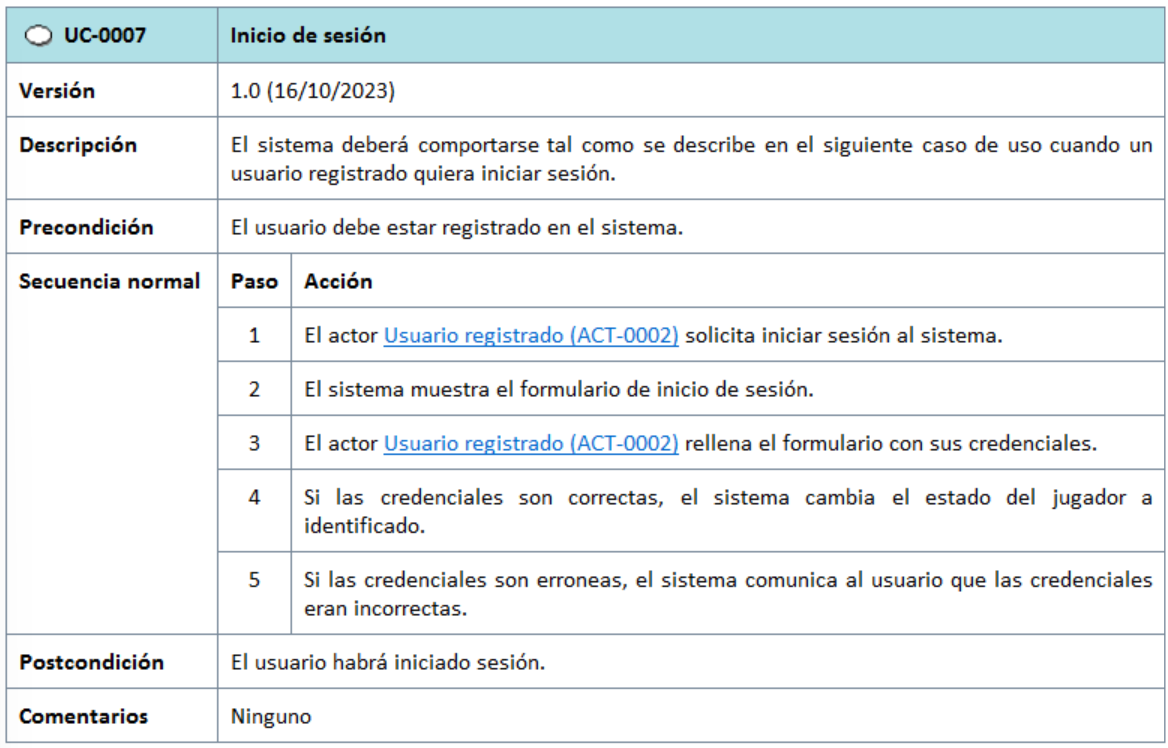 UC-0007 Inicio de sesión
Versión 1.0 (16/10/2023)
Descripción El sistema deberá comportarse tal como se describe en el siguiente caso de uso cuando un
usuario registrado quiera iniciar sesión.
Precondición El usuario debe estar registrado en el sistema.
Secuencia normal Paso Acción
1 El actor Usuario registrado (ACT-0002) solicita iniciar sesión al sistema.
2 El sistema muestra el formulario de inicio de sesión.
3 El actor Usuario registrado (ACT-0002) rellena el formulario con sus credenciales.
4 Si las credenciales son correctas, el sistema cambia el estado del jugador a
identificado.
5 Si las credenciales son erroneas, el sistema comunica al usuario que las credenciales
eran incorrectas.
Postcondición El usuario habrá iniciado sesión.
Comentarios Ninguno